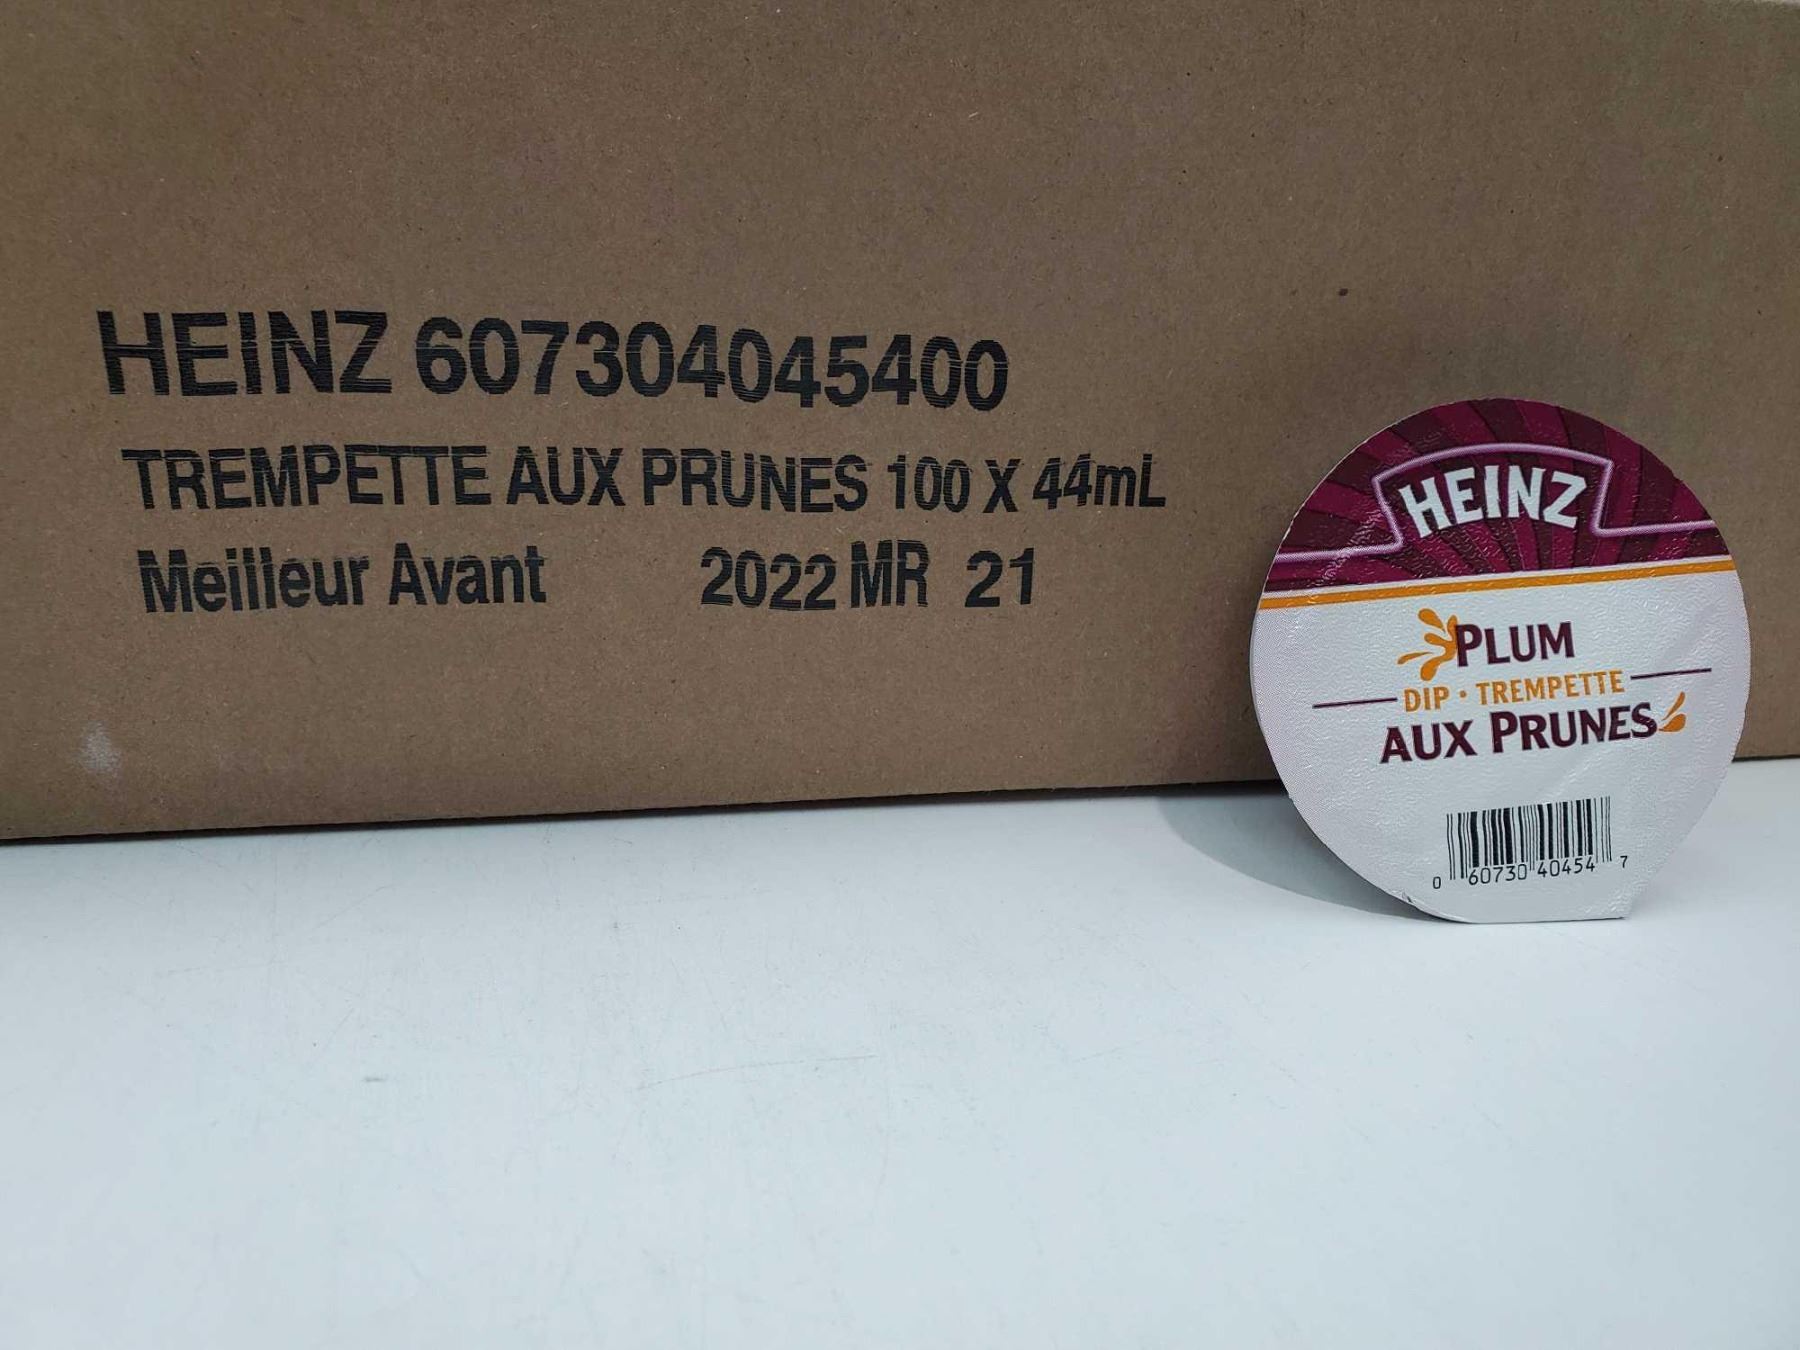 HEINZ 607304045400
TREMPETTE AUX PRUNES 100 X 44mL
Meilleur Avant 2022 MR 21
HEINZ
PLUM
DIP · TREMPETTE
AUX PRUNES
0 60730 40454 7